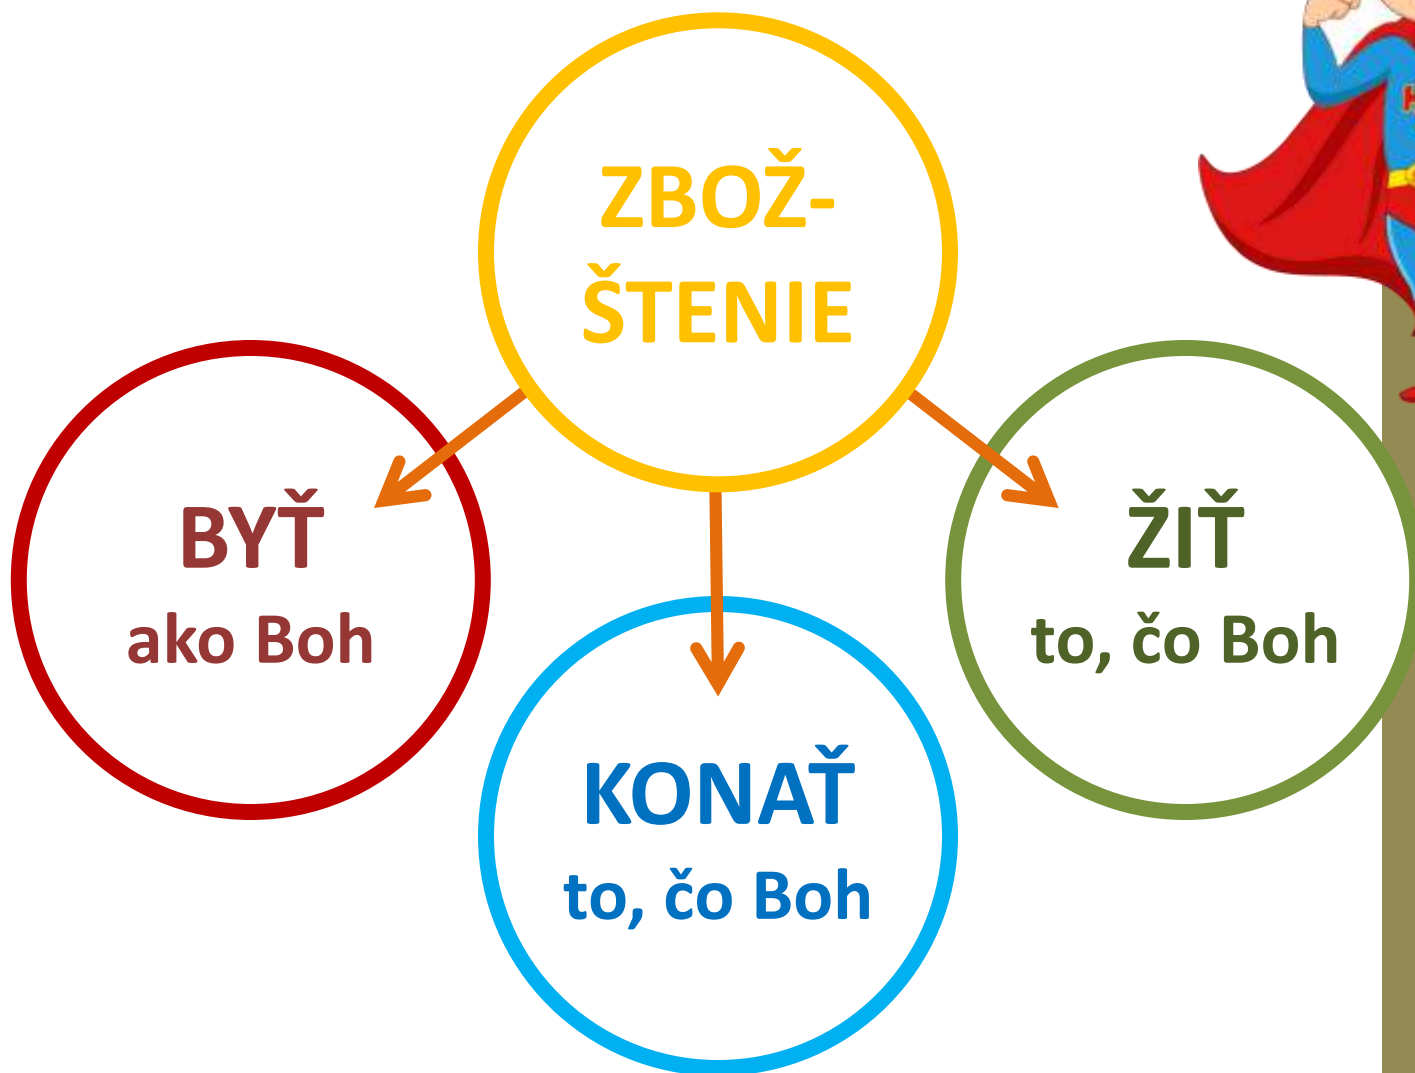 ZBOŽ-
ŠTENIE
BYŤ
ako Boh
KONAŤ
to, čo Boh
ŽIŤ
to, čo Boh